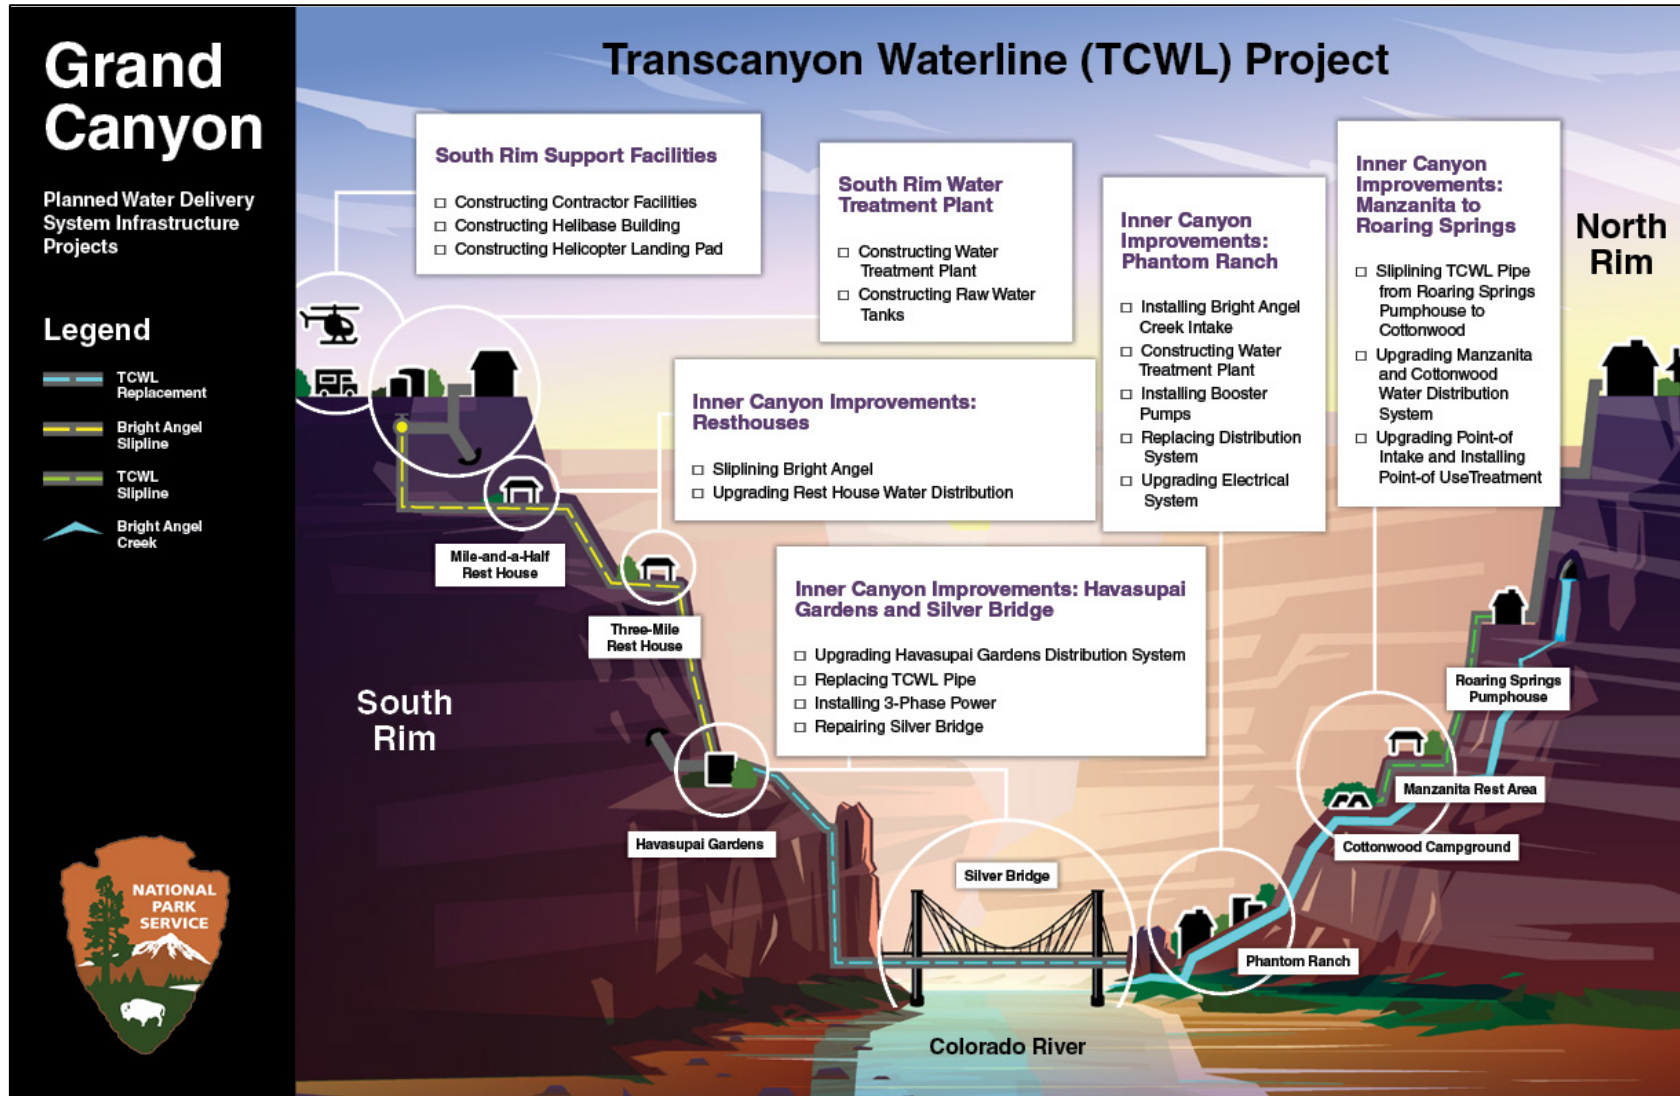 Grand
Canyon
Planned Water Delivery
System Infrastructure
Projects
Legend
TCWL
Replacement
Bright Angel
Slipline
TCWL
Slipline
Bright Angel
Creek
NATIONAL
PARK
SERVICE
Transcanyon Waterline (TCWL) Project
South Rim Support Facilities
□ Constructing Contractor Facilities
□ Constructing Helibase Building
□ Constructing Helicopter Landing Pad
South Rim Water
Treatment Plant
□ Constructing Water
Treatment Plant
□ Constructing Raw Water
Tanks
Inner Canyon
Improvements:
Phantom Ranch
□ Installing Bright Angel
Creek Intake
□ Constructing Water
Treatment Plant
□ Installing Booster
Pumps
□ Replacing Distribution
System
□ Upgrading Electrical
System
Inner Canyon
Improvements:
Manzanita to
Roaring Springs
□ Sliplining TCWL Pipe
from Roaring Springs
Pumphouse to
Cottonwood
□ Upgrading Manzanita
and Cottonwood
Water Distribution
System
□ Upgrading Point-of
Intake and Installing
Point-of UseTreatment
North
Rim
Inner Canyon Improvements:
Resthouses
□ Sliplining Bright Angel
□ Upgrading Rest House Water Distribution
Mile-and-a-Half
Rest House
Three-Mile
Rest House
Inner Canyon Improvements: Havasupai
Gardens and Silver Bridge
□ Upgrading Havasupai Gardens Distribution System
□ Replacing TCWL Pipe
□ Installing 3-Phase Power
□ Repairing Silver Bridge
South
Rim
Roaring Springs
Pumphouse
Manzanita Rest Area
Havasupai Gardens
Cottonwood Campground
Silver Bridge
Phantom Ranch
Colorado River